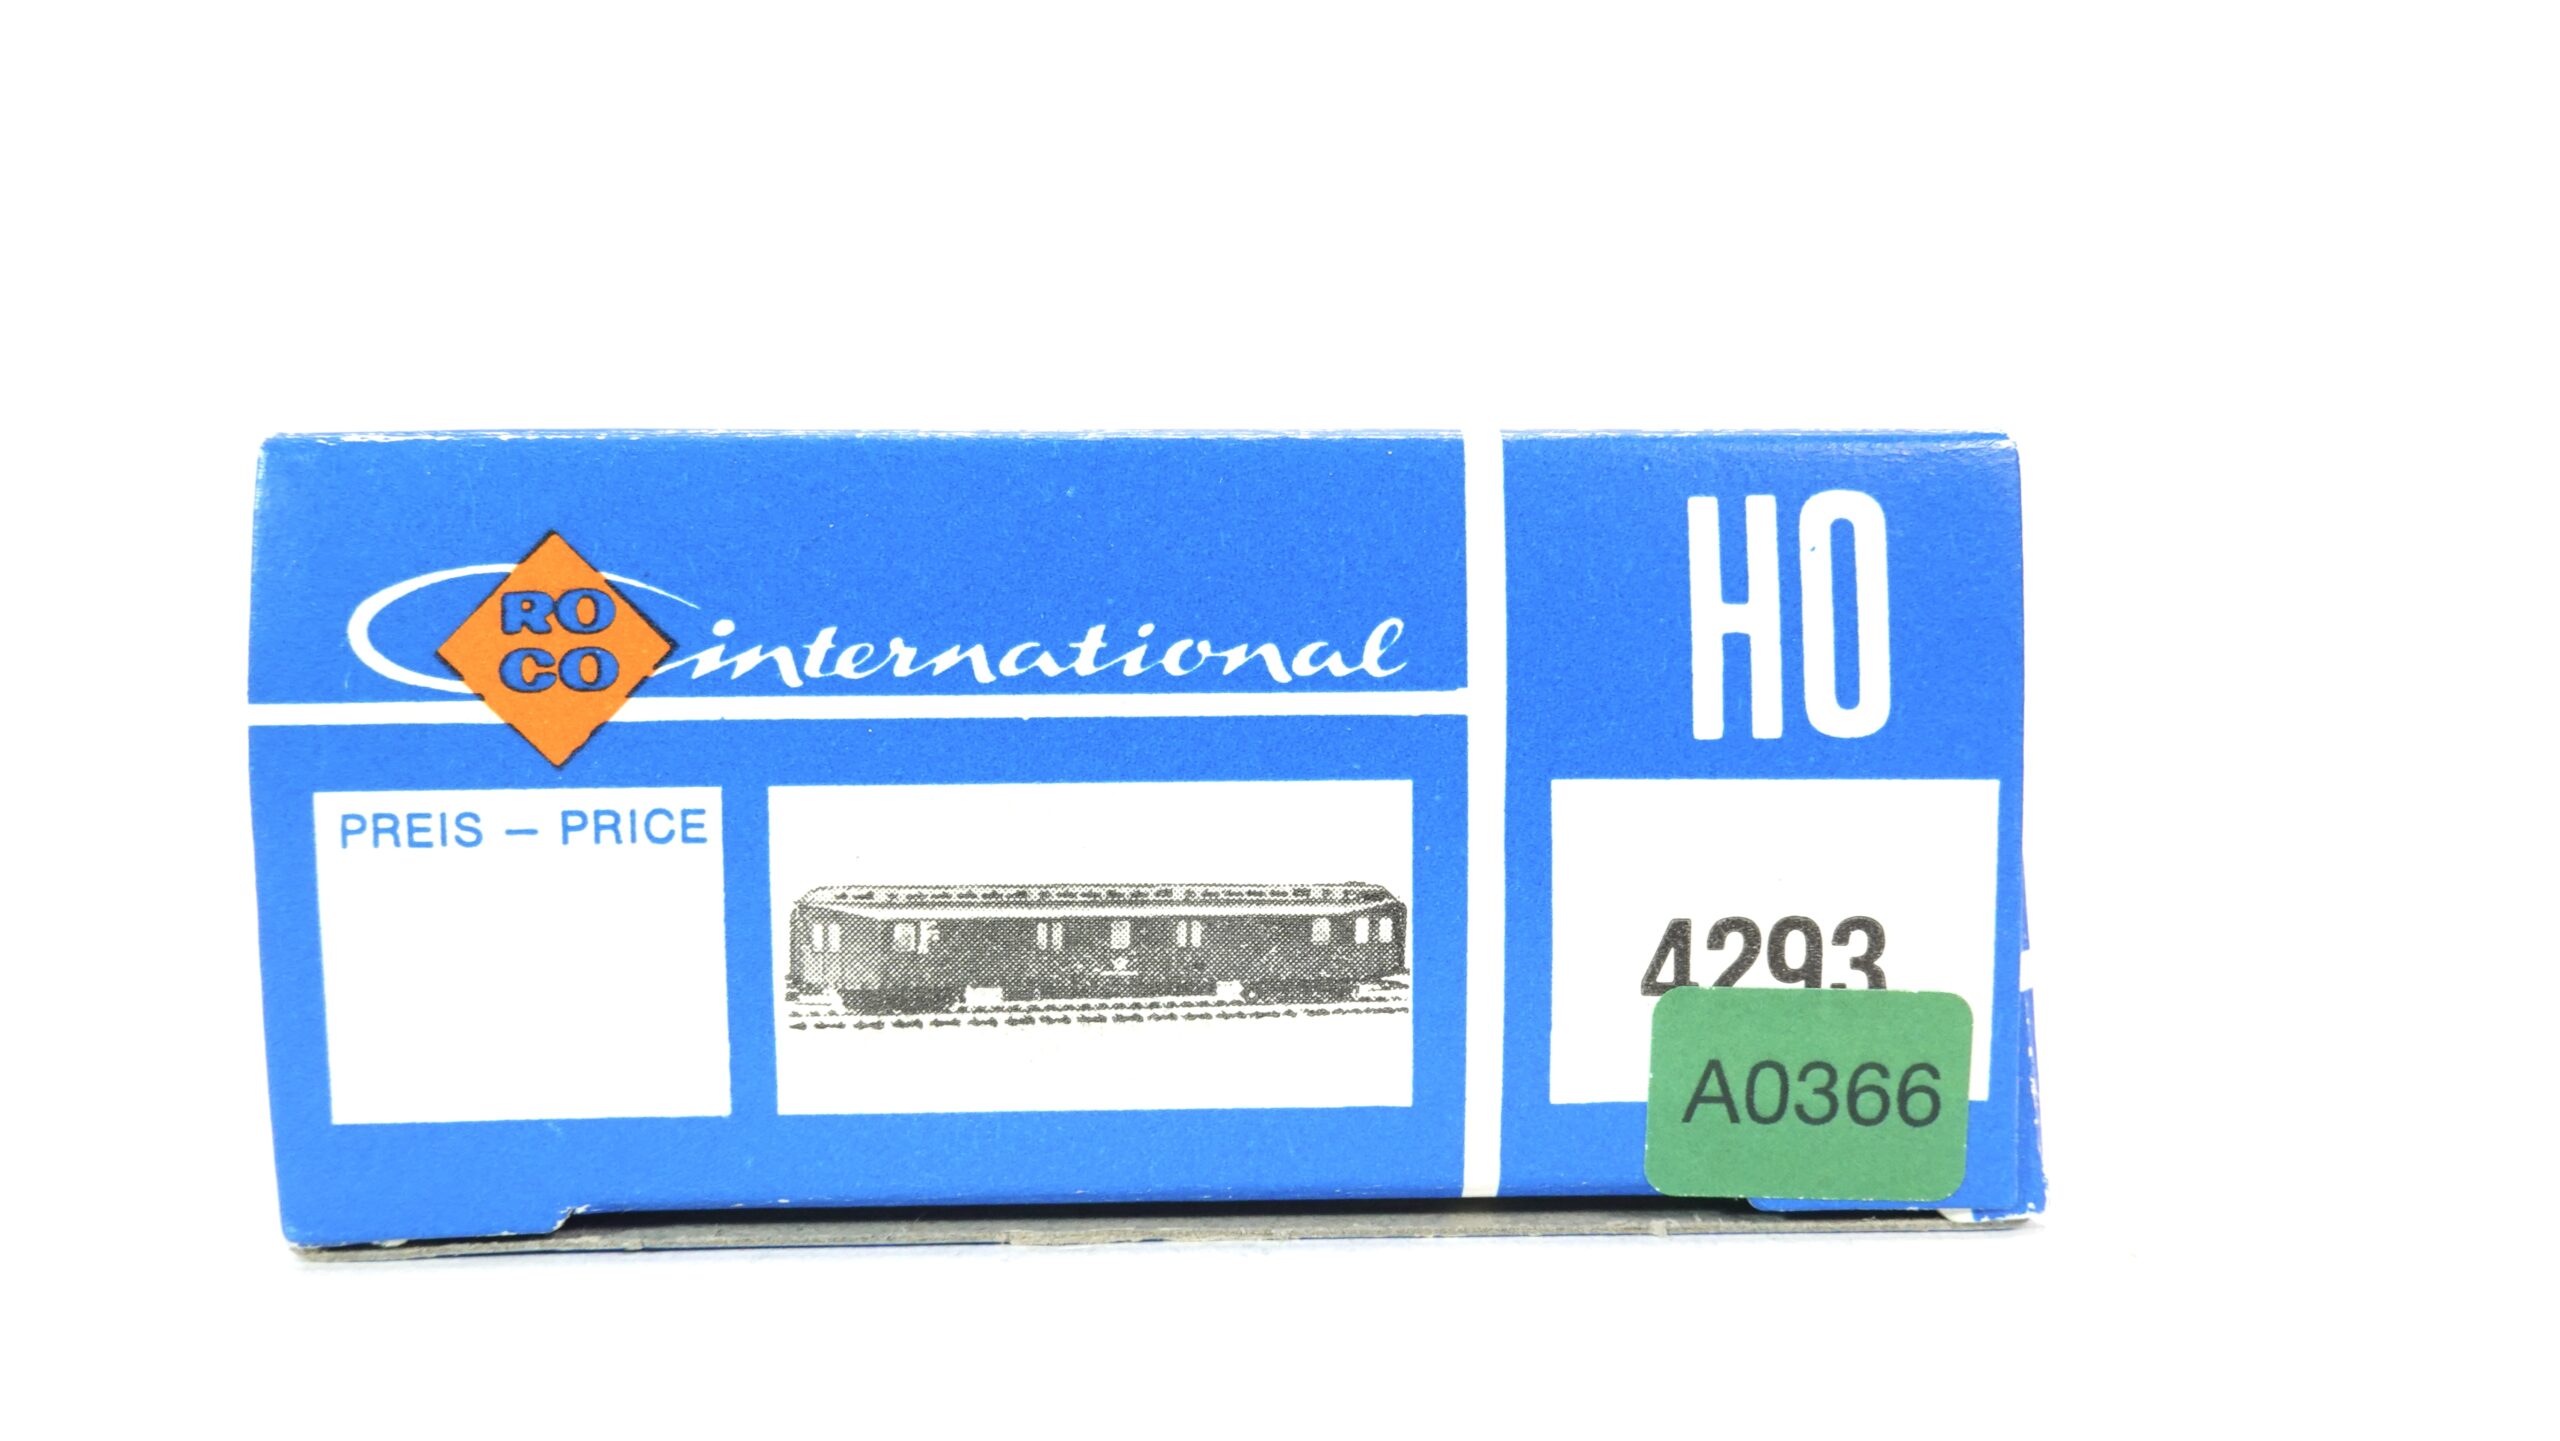 RO
CO
international
HO
PREIS – PRICE
4293
A0366